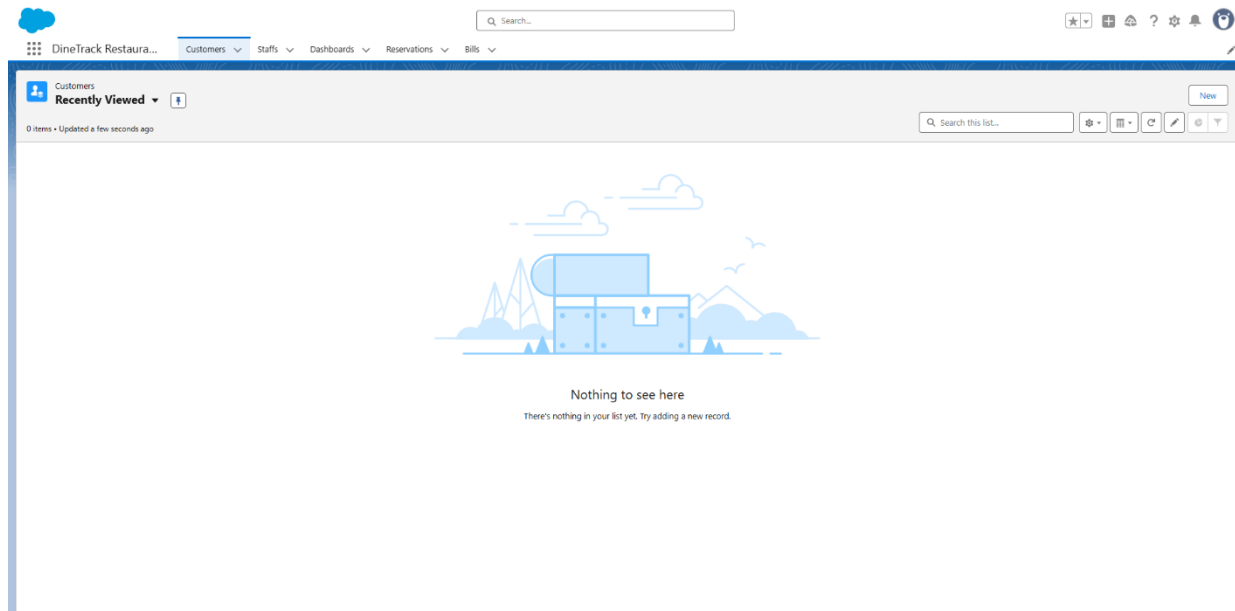 Search...
DineTrack Restaura...
Customers
Staffs
Dashboards
Reservations
Bills
Customers
Recently Viewed
New
0 items • Updated a few seconds ago
Search this list...
Nothing to see here
There's nothing in your list yet. Try adding a new record.